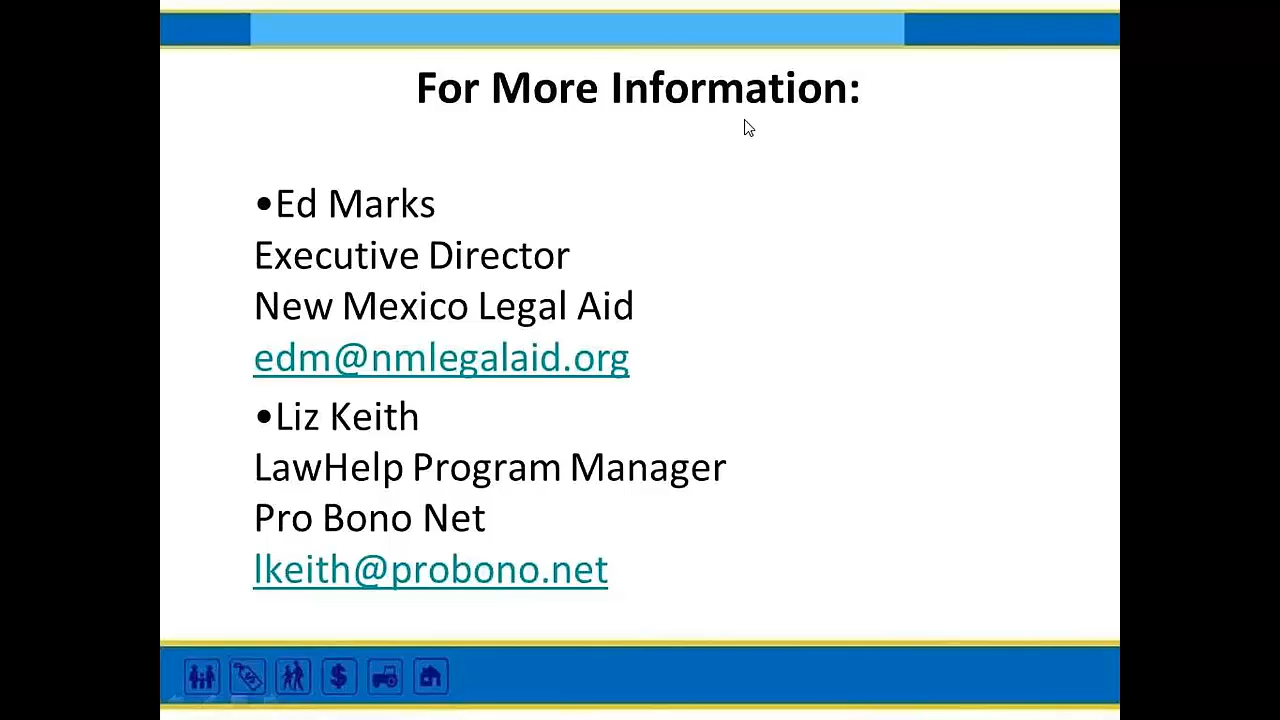 For More Information:
•Ed Marks
Executive Director
New Mexico Legal Aid
edm@nmlegalaid.org
•Liz Keith
LawHelp Program Manager
Pro Bono Net
lkeith@probono.net
$